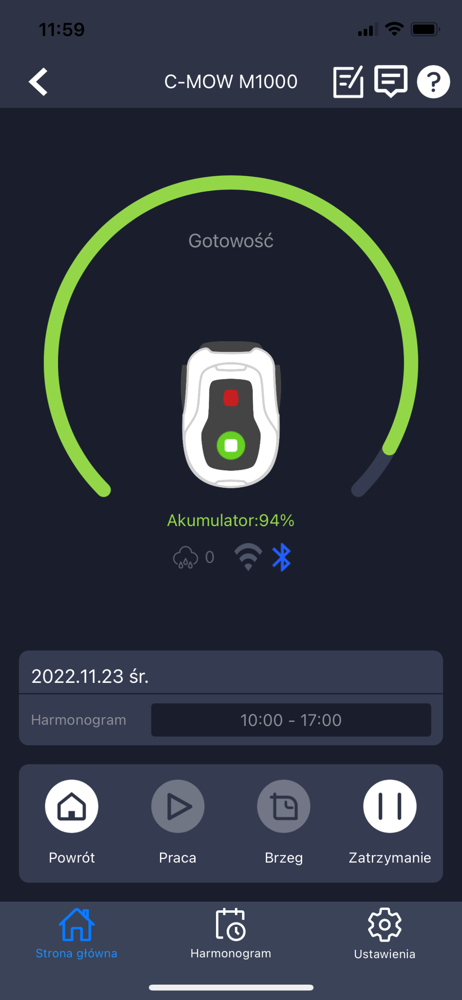 11:59
C-MOW M1000
Gotowość
Akumulator:94%
0
2022.11.23 śr.
Harmonogram
10:00 - 17:00
Powrót
Praca
Brzeg
Zatrzymanie
Strona główna
Harmonogram
Ustawienia